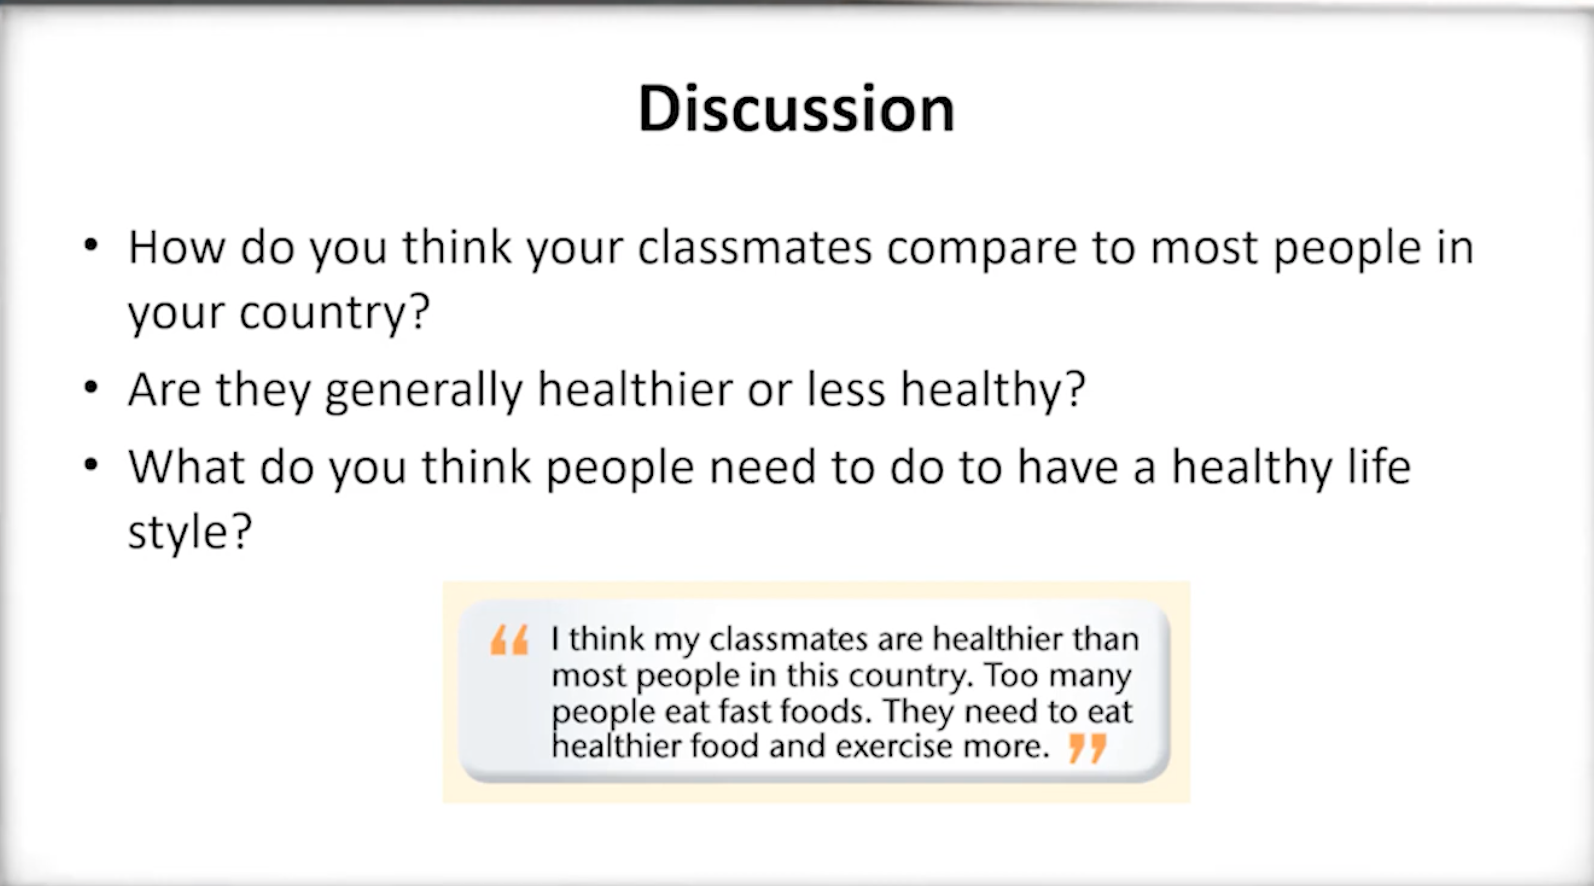 Discussion
• How do you think your classmates compare to most people in
your country?
• Are they generally healthier or less healthy?
• What do you think people need to do to have a healthy life
style?
“ I think my classmates are healthier than
most people in this country. Too many
people eat fast foods. They need to eat
healthier food and exercise more. ”